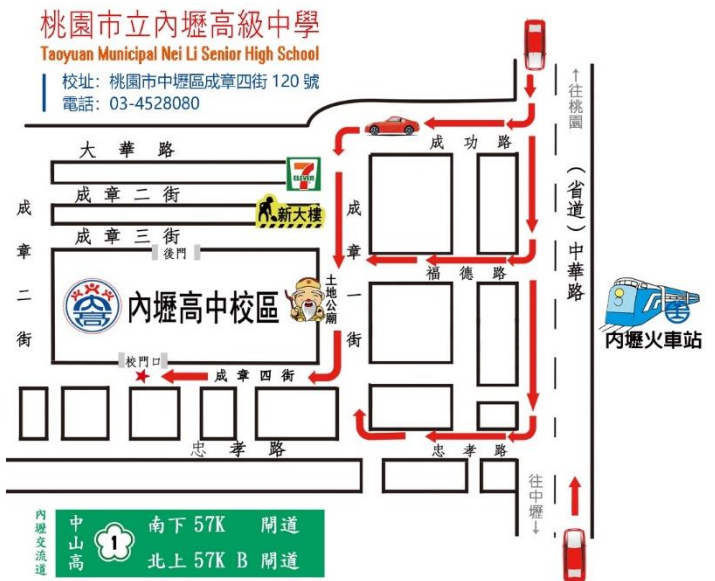 桃園市立內壢高級中學
Taoyuan Municipal Nei Li Senior High School
校址: 桃園市中壢區成章四街 120 號
電話: 03-4528080
←往桃園
成功路
大華路
7
ELEVEN
成章二街
新大樓
成章三街
後門
成章二街
成章一街
(省道)中華路
福德路
土地公廟
內壢高中校區
內壢火車站
校門口
成章四街
忠孝路
忠孝路
往中壢→
內壢交流道
中山高
1
南下 57K 閘道
北上 57K B 閘道